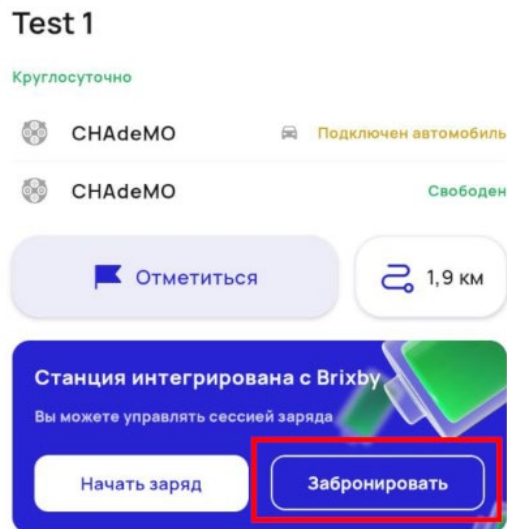 Test 1
Круглосуточно
CHAdeMO Подключен автомобиль
CHAdeMO Свободен
Отметиться 1,9 км
Станция интегрирована с Brixby
Вы можете управлять сессией заряда
Начать заряд Забронировать